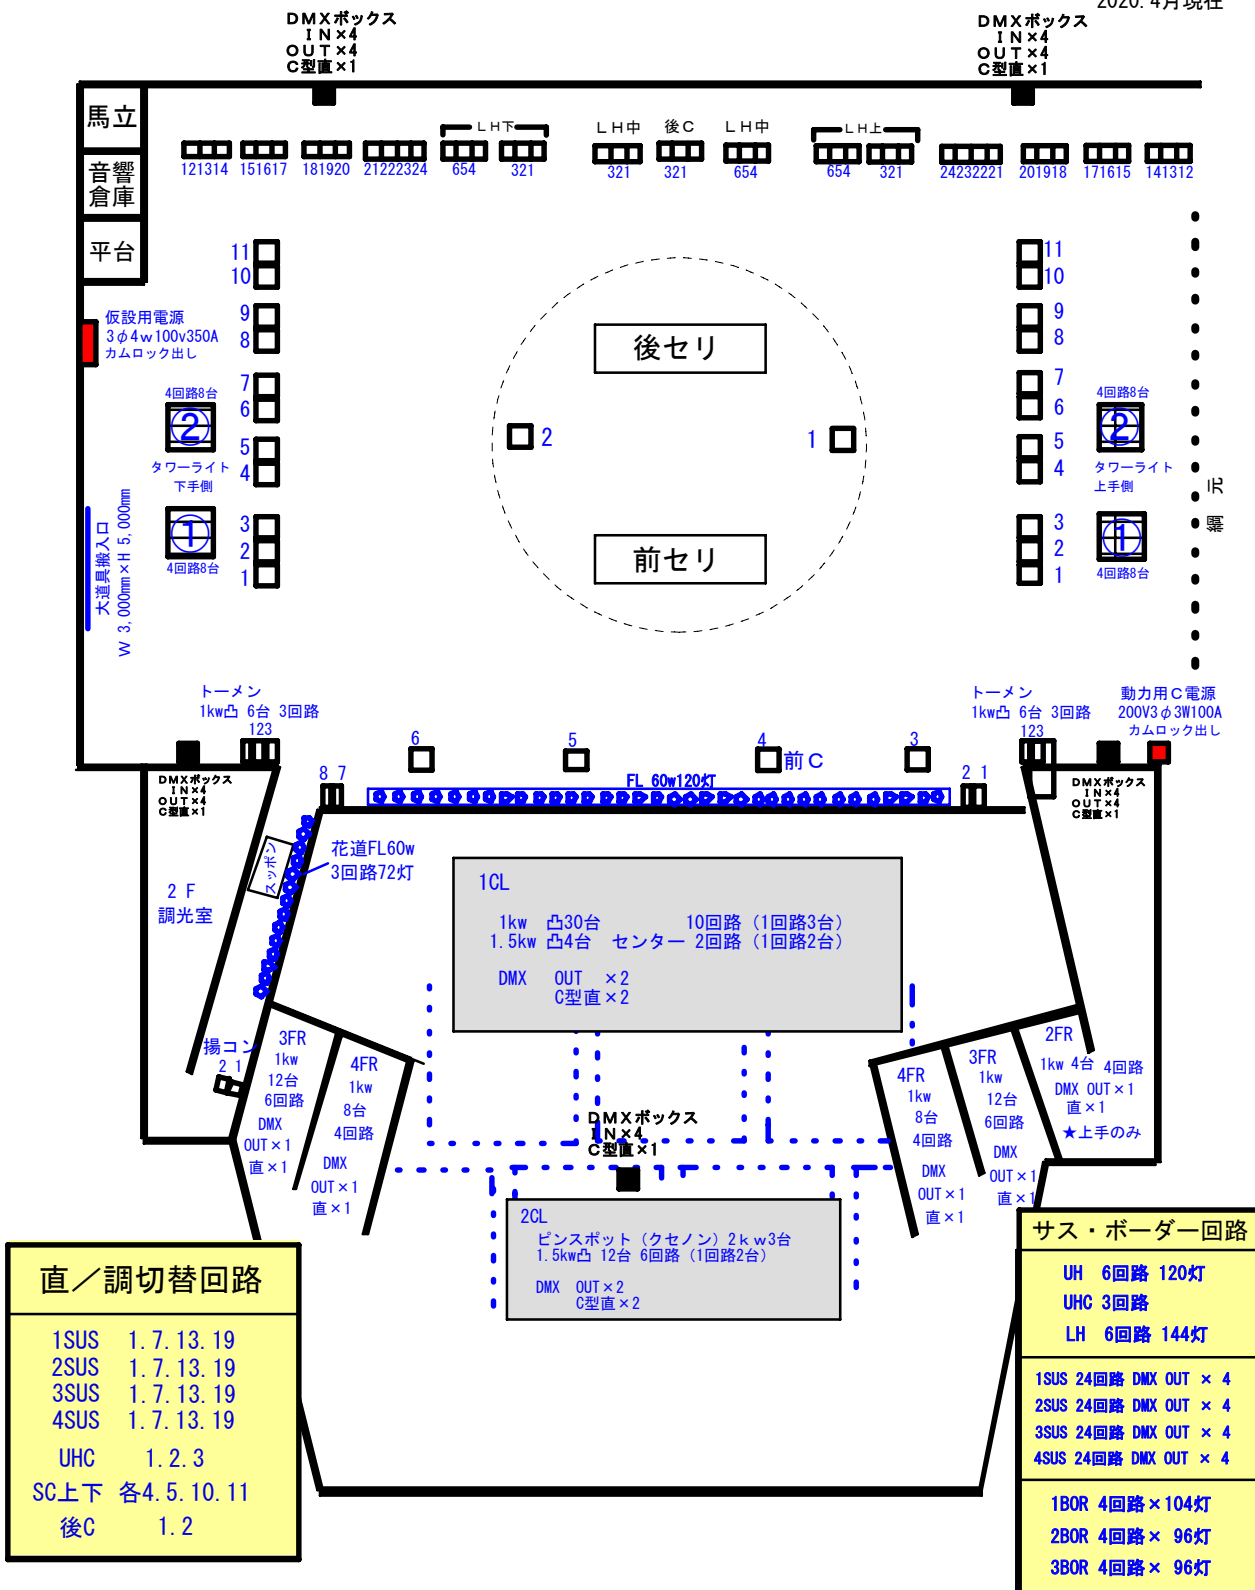 2020.4月現在
DMXボックス
IN×4
OUT×4
C型直×1
DMXボックス
IN×4
OUT×4
C型直×1
馬立
音響
倉庫
平台
LH下
LH中
後C
LH中
LH上
121314
151617
181920
21222324
654
321
321
321
654
654
321
24232221
201918
171615
141312
11
10
9
8
7
6
5
4
3
2
1
11
10
9
8
7
6
5
4
3
2
1
仮設用電源
3φ4w100v350A
カムロック出し
4回路8台
②
タワーライト
下手側
①
4回路8台
大道具搬入口
W 3,000mm×H 5,000mm
後セリ
2
1
前セリ
4回路8台
②
タワーライト
上手側
①
4回路8台
綱元
トーメン
1kw凸 6台 3回路
123
トーメン
1kw凸 6台 3回路
123
動力用C電源
200V3φ3W100A
カムロック出し
6
5
4
前C
3
DMXボックス
IN×4
OUT×4
C型直×1
8 7
FL 60w120灯
2 1
DMXボックス
IN×4
OUT×4
C型直×1
スッポン
花道FL60w
3回路72灯
2 F
調光室
1CL
1kw 凸30台 10回路（1回路3台）
1.5kw 凸4台 センター 2回路（1回路2台）
DMX OUT ×2
C型直×2
揚コン
2 1
3FR
1kw
12台
6回路
DMX
OUT×1
直×1
4FR
1kw
8台
4回路
DMX
OUT×1
直×1
DMXボックス
IN×4
C型直×1
4FR
1kw
8台
4回路
DMX
OUT×1
直×1
3FR
1kw
12台
6回路
DMX
OUT×1
直×1
2FR
1kw 4台 4回路
DMX OUT×1
直×1
★上手のみ
2CL
ピンスポット（クセノン）2kw3台
1.5kw凸 12台 6回路（1回路2台）
DMX OUT×2
C型直×2
直／調切替回路
1SUS 1.7.13.19
2SUS 1.7.13.19
3SUS 1.7.13.19
4SUS 1.7.13.19
UHC 1.2.3
SC上下 各4.5.10.11
後C 1.2
サス・ボーダー回路
UH 6回路 120灯
UHC 3回路
LH 6回路 144灯
1SUS 24回路 DMX OUT × 4
2SUS 24回路 DMX OUT × 4
3SUS 24回路 DMX OUT × 4
4SUS 24回路 DMX OUT × 4
1BOR 4回路×104灯
2BOR 4回路× 96灯
3BOR 4回路× 96灯